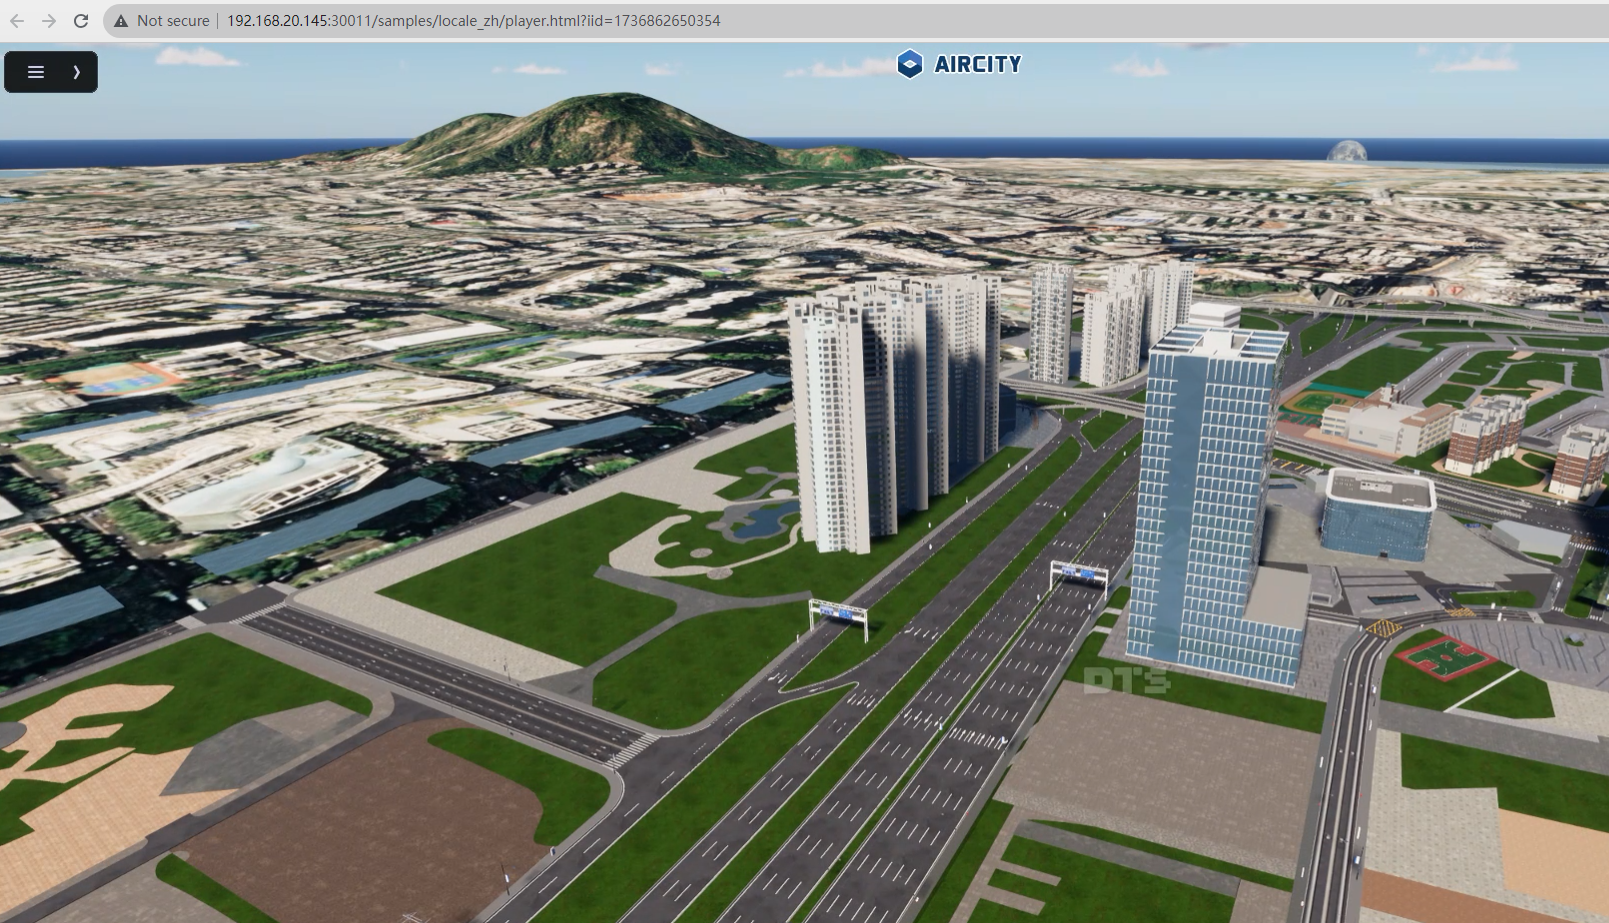 Not secure 192.168.20.145:30011/samples/locale_zh/player.html?iid=1736862650354
AIRCITY
DTS